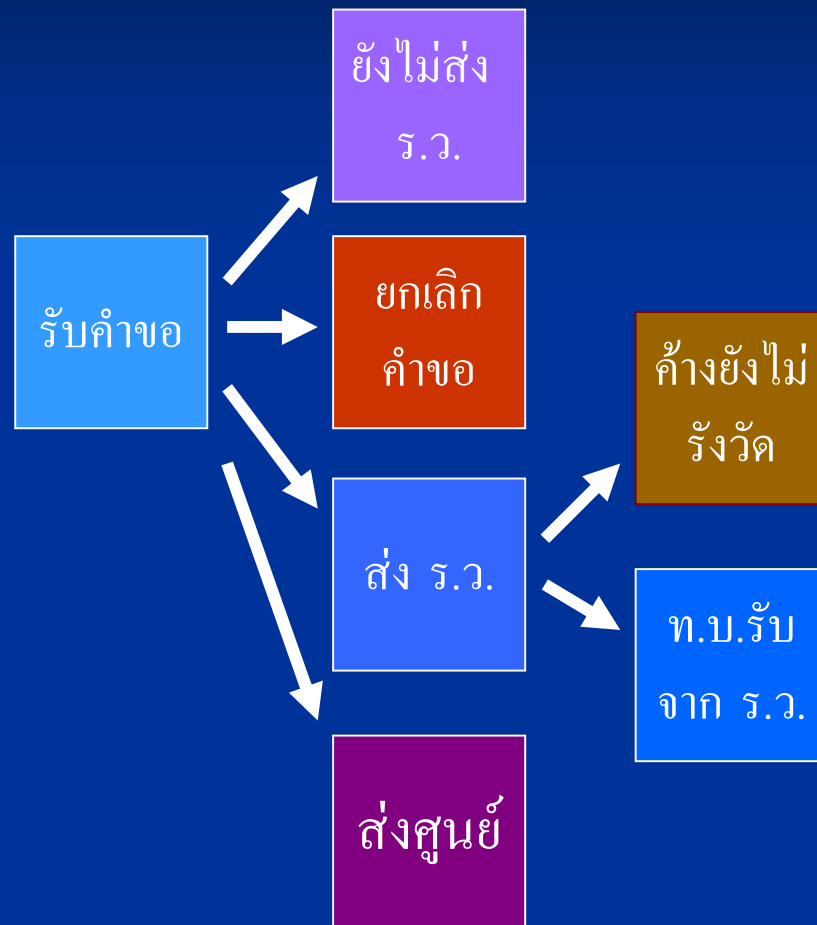 รับคำขอ
ยังไม่ส่ง
ร.ว.
ยกเลิก
คำขอ
ส่ง ร.ว.
ส่งศูนย์
ค้างยังไม่
รังวัด
ท.บ.รับ
จาก ร.ว.